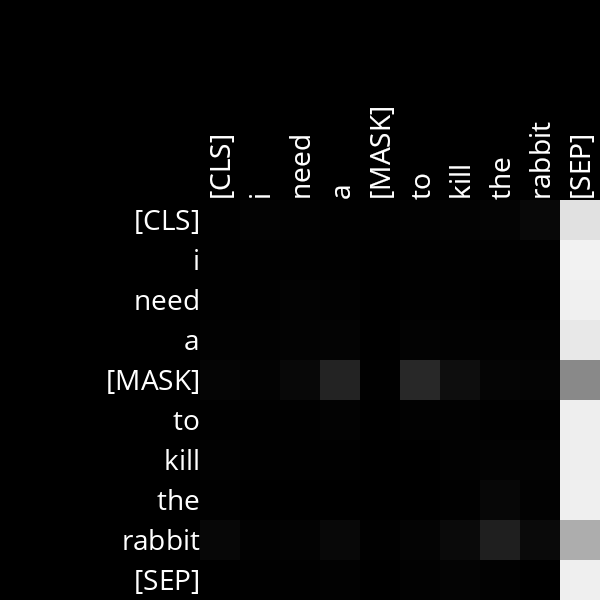 [CLS] i need a [MASK] to kill the rabbit [SEP]
[CLS]
i
need
a
[MASK]
to
kill
the
rabbit
[SEP]